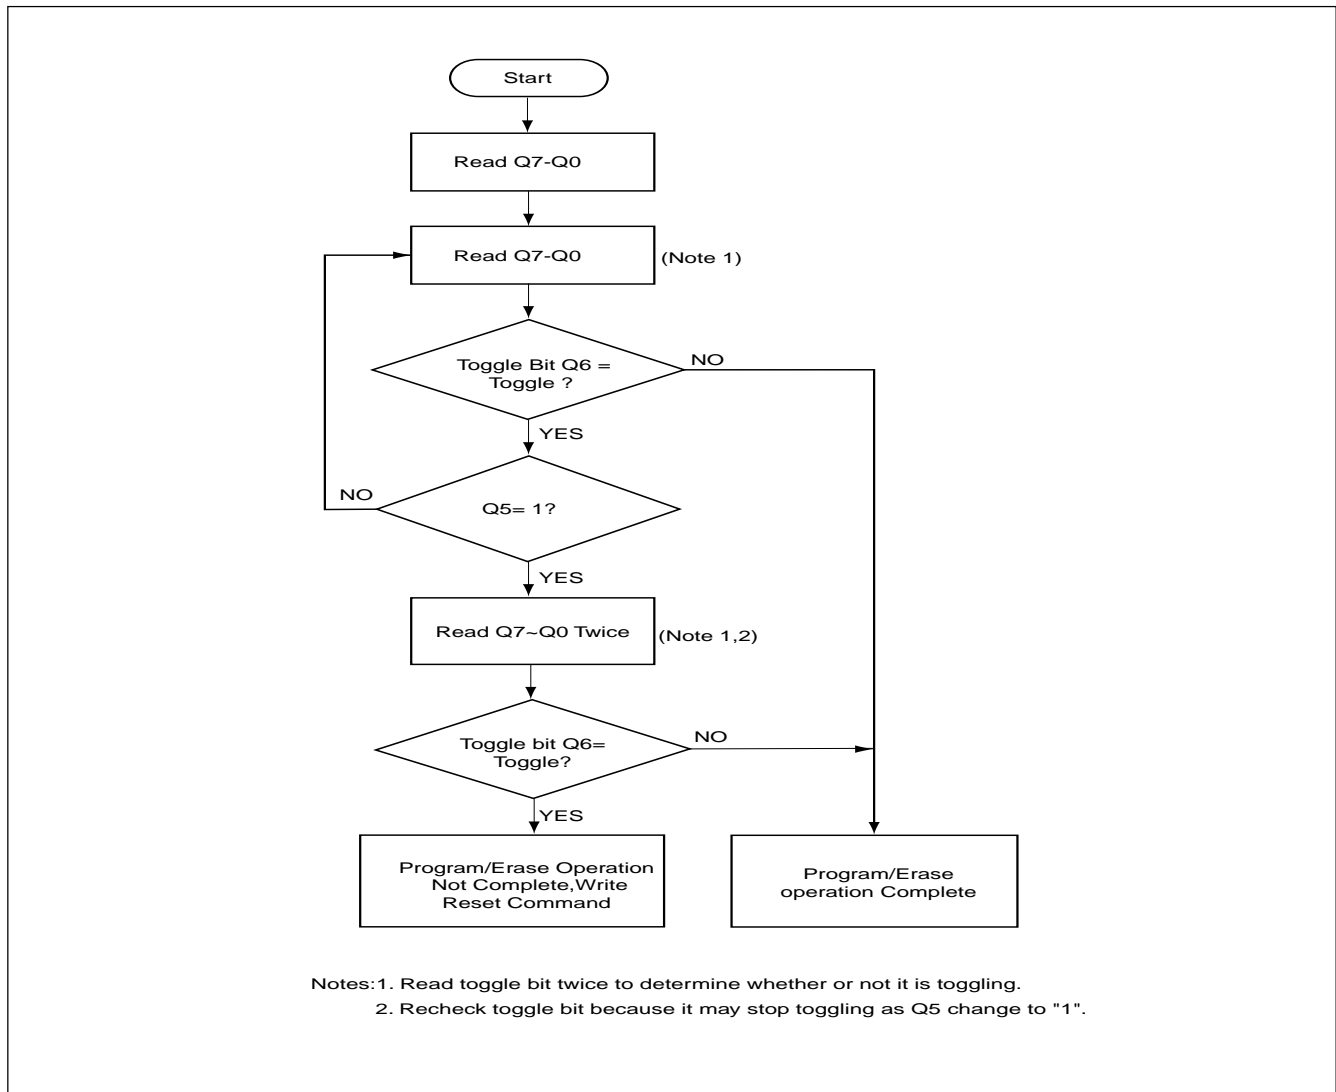 Start
Read Q7-Q0
Read Q7-Q0
(Note 1)
Toggle Bit Q6 =
Toggle ?
NO
YES
NO
Q5= 1?
YES
Read Q7~Q0 Twice
(Note 1,2)
Toggle bit Q6=
Toggle?
NO
YES
Program/Erase Operation
Not Complete,Write
Reset Command
Program/Erase
operation Complete
Notes:1. Read toggle bit twice to determine whether or not it is toggling.
2. Recheck toggle bit because it may stop toggling as Q5 change to "1".